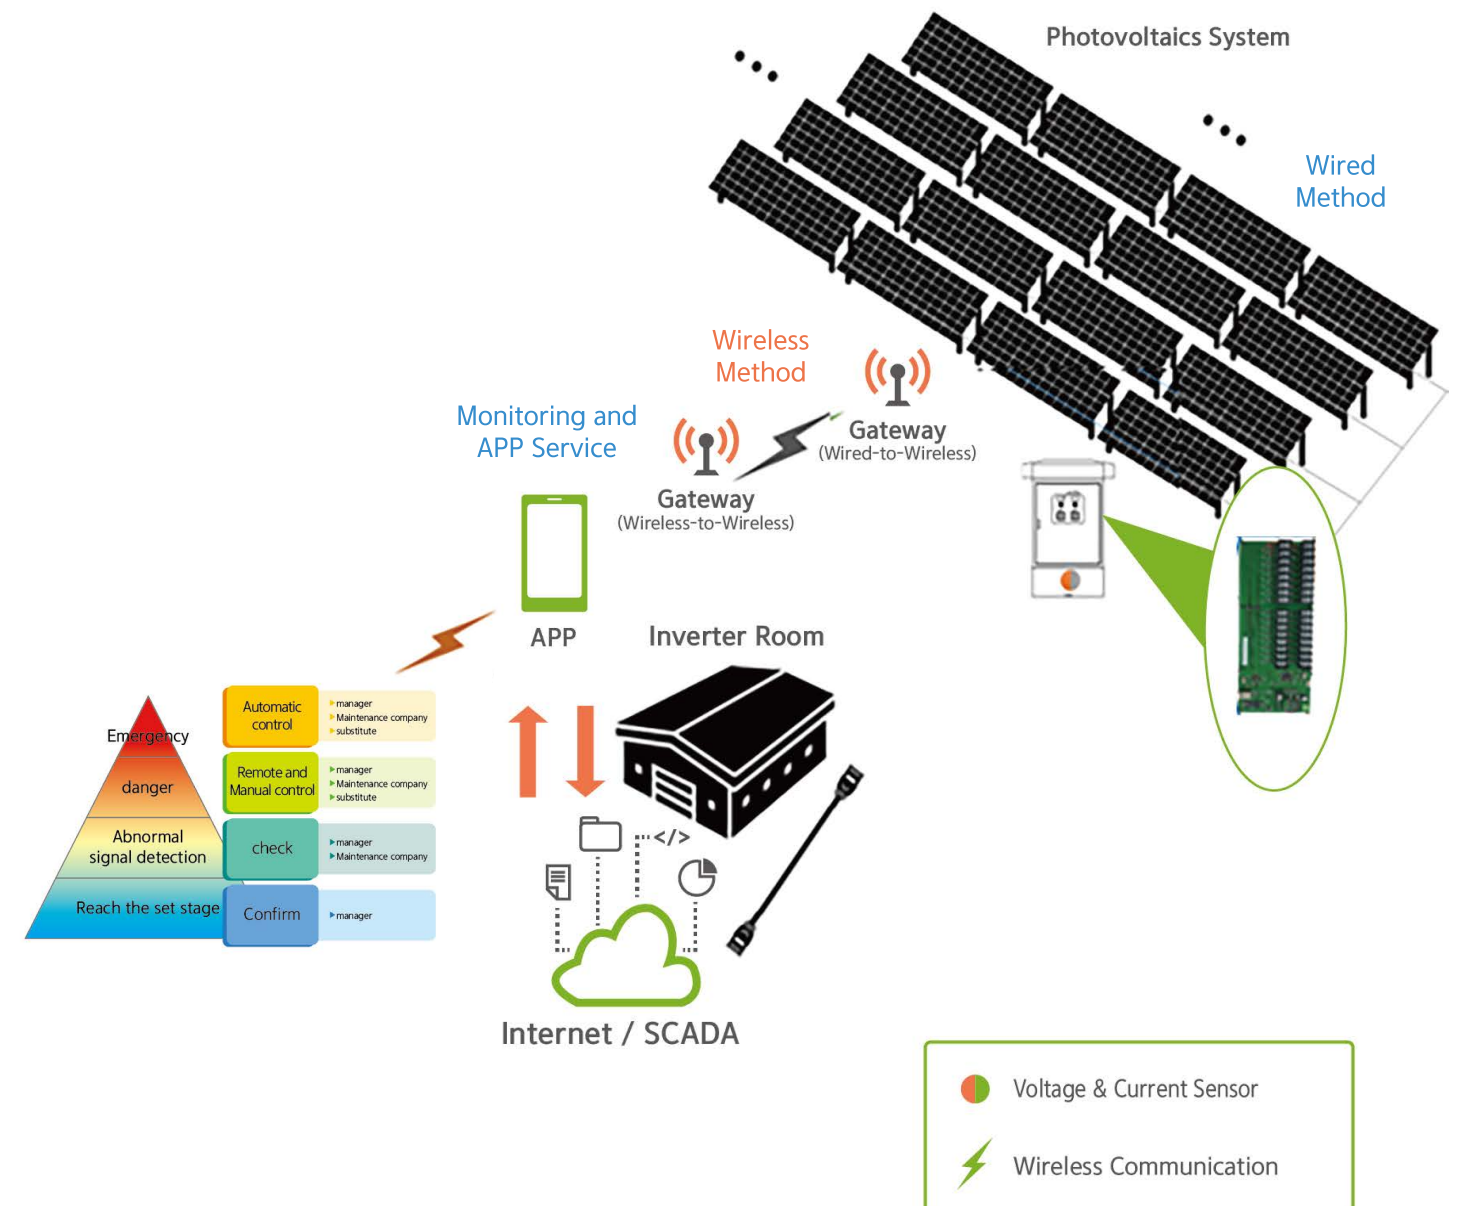 Photovoltaics System
Wired
Method
Wireless
Method
Monitoring and
APP Service
Gateway
(Wired-to-Wireless)
Gateway
(Wireless-to-Wireless)
APP
Inverter Room
Emergency
danger
Abnormal
signal detection
Reach the set stage
Automatic
control
manager
Maintenance company
substitute
Remote and
Manual control
manager
Maintenance company
substitute
check
manager
Maintenance company
Confirm
manager
</>
Internet / SCADA
Voltage & Current Sensor
Wireless Communication